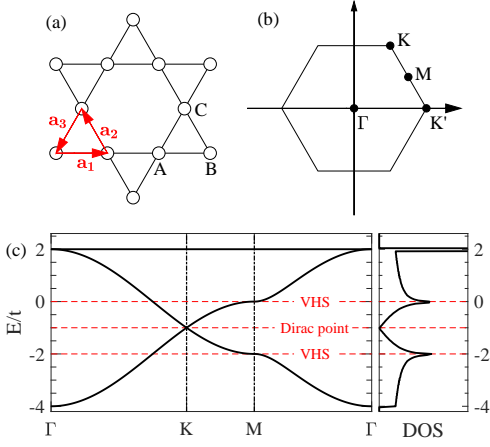 (a)
C
a₃
a₂
a₁
A
B
(b)
K
M
Γ
K'
(c)
E/t
2
0
-2
-4
VHS
Dirac point
VHS
Γ
K
M
Γ
2
0
-2
-4
DOS